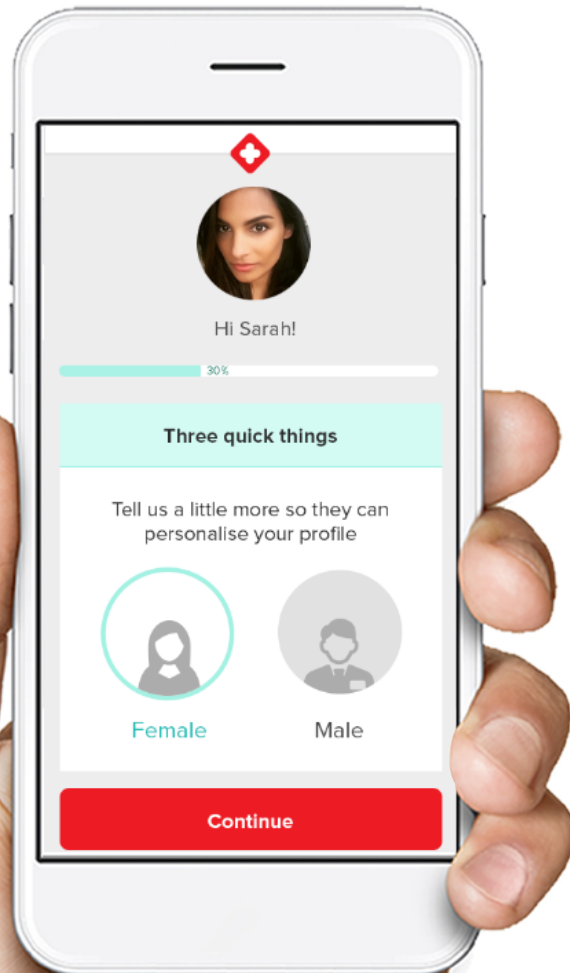 Hi Sarah!
30%
Three quick things
Tell us a little more so they can
personalise your profile
Female
Male
Continue